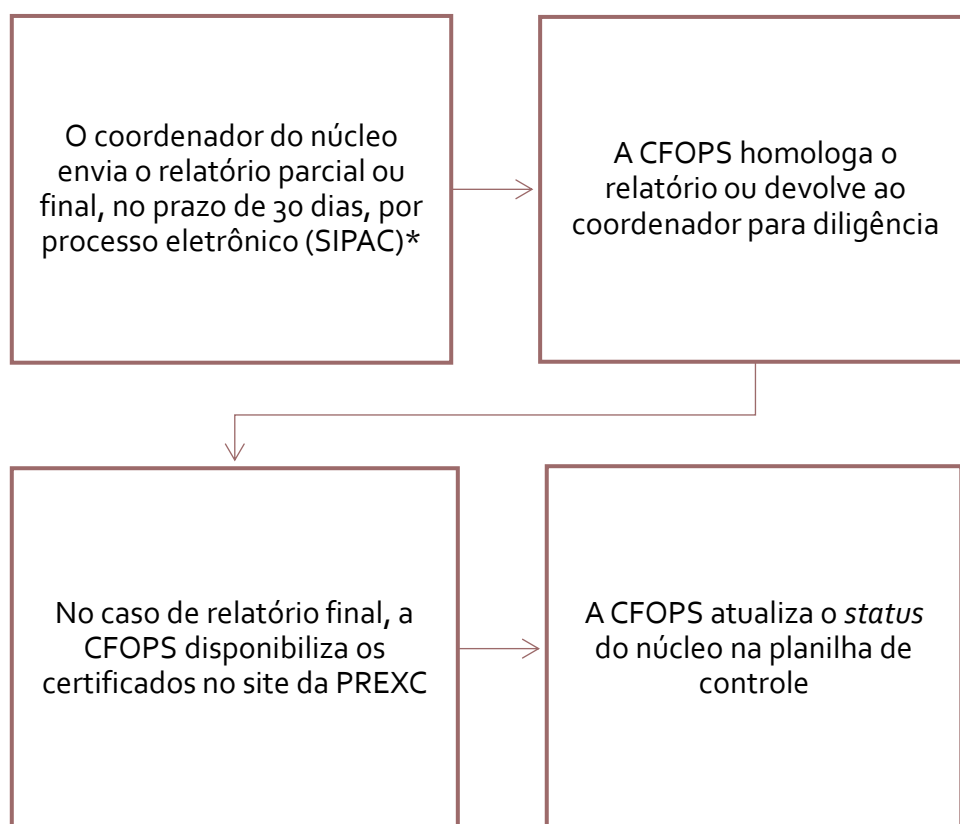 O coordenador do núcleo
envia o relatório parcial ou
final, no prazo de 30 dias, por
processo eletrônico (SIPAC)*
A CFOPS homologa o
relatório ou devolve ao
coordenador para diligência
No caso de relatório final, a
CFOPS disponibiliza os
certificados no site da PREXC
A CFOPS atualiza o status
do núcleo na planilha de
controle